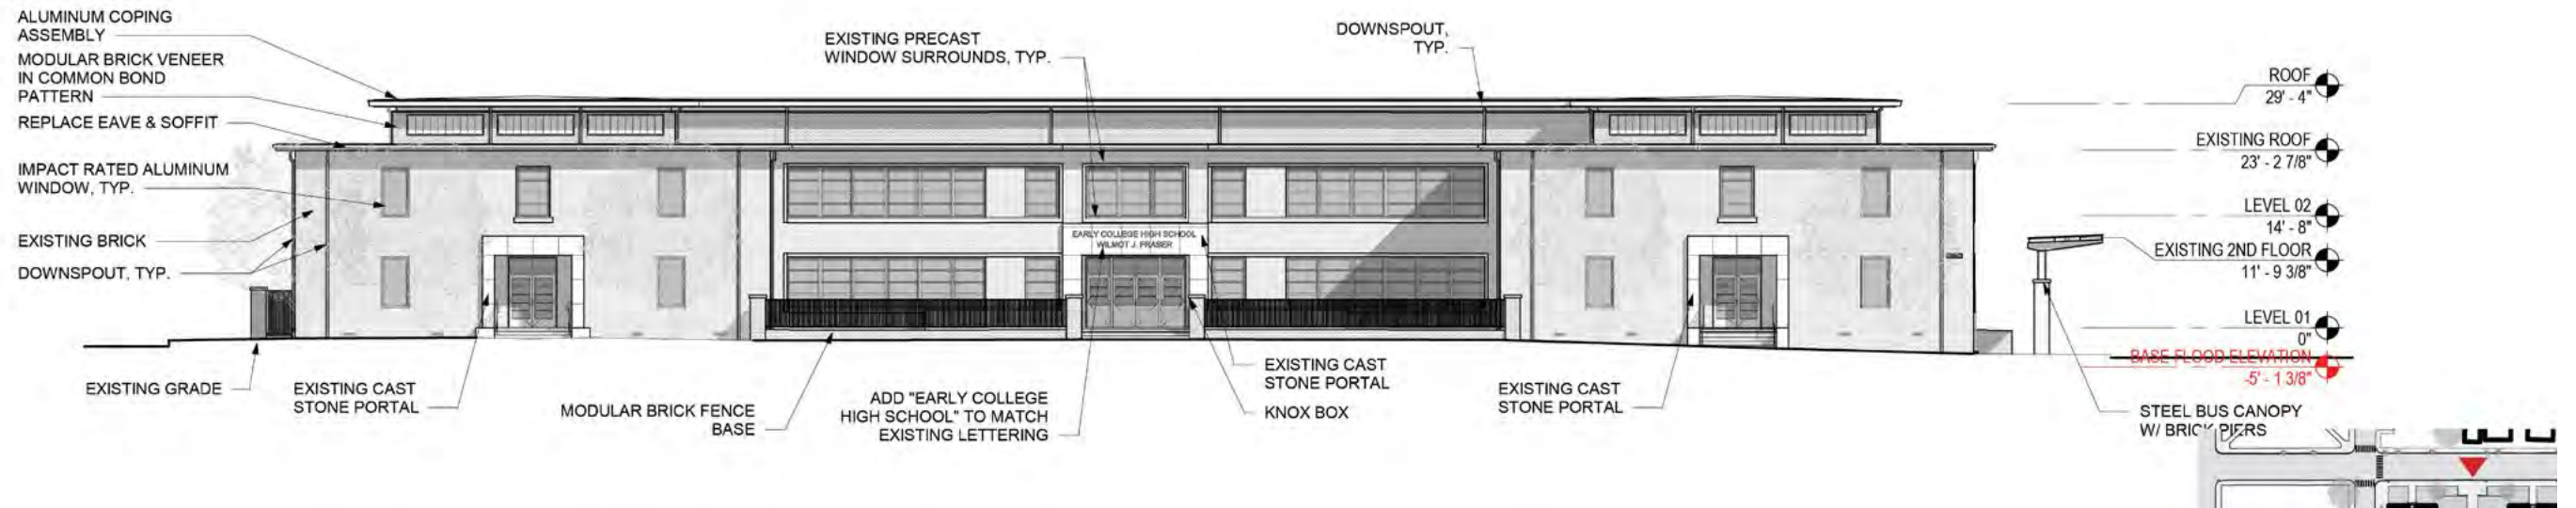 ALUMINUM COPING
ASSEMBLY
MODULAR BRICK VENEER
IN COMMON BOND
PATTERN
REPLACE EAVE & SOFFIT
IMPACT RATED ALUMINUM
WINDOW, TYP.
EXISTING BRICK
DOWNSPOUT, TYP.
EXISTING GRADE
EXISTING CAST
STONE PORTAL
MODULAR BRICK FENCE
BASE
EXISTING PRECAST
WINDOW SURROUNDS, TYP.
EARLY COLLEGE HIGH SCHOOL
WILMOT J. FRASER
ADD "EARLY COLLEGE
HIGH SCHOOL" TO MATCH
EXISTING LETTERING
EXISTING CAST
STONE PORTAL
KNOX BOX
DOWNSPOUT,
TYP.
EXISTING CAST
STONE PORTAL
ROOF
29' - 4"
EXISTING ROOF
23' - 2 7/8"
LEVEL 02
14' - 8"
EXISTING 2ND FLOOR
11' - 9 3/8"
LEVEL 01
0"
BASE FLOOD ELEVATION
-5' - 1 3/8"
STEEL BUS CANOPY
W/ BRICK PIERS